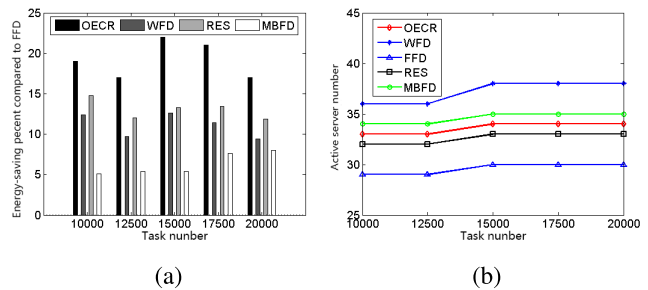 OECR WFD RES MBFD
25
20
15
10
5
0
Energy-saving pecent compared to FFD
10000 12500 15000 17500 20000
Task number
(a)
OECR
WFD
FFD
RES
MBFD
45
40
35
30
25
Active server number
10000 12500 15000 17500 20000
Task number
(b)